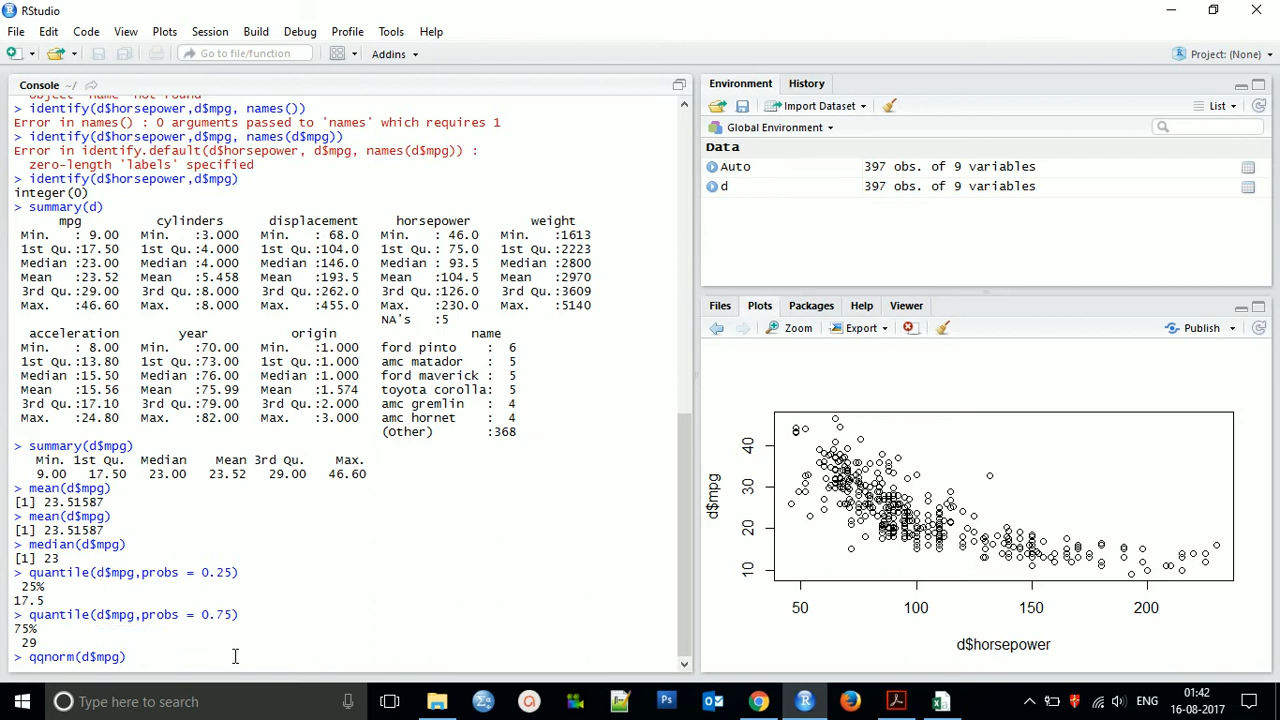 RStudio
File Edit Code View Plots Session Build Debug Profile Tools Help
Go to file/function Addins Project: (None)
Console ~/
object 'name' not found
> identify(d$horsepower,d$mpg, names())
Error in names() : 0 arguments passed to 'names' which requires 1
> identify(d$horsepower,d$mpg, names(d$mpg))
Error in identify.default(d$horsepower, d$mpg, names(d$mpg)) :
zero-length 'labels' specified
> identify(d$horsepower,d$mpg)
integer(0)
> summary(d)
mpg cylinders displacement horsepower weight
Min. : 9.00 Min. :3.000 Min. : 68.0 Min. : 46.0 Min. :1613
1st Qu.:17.50 1st Qu.:4.000 1st Qu.:104.0 1st Qu.: 75.0 1st Qu.:2223
Median :23.00 Median :4.000 Median :146.0 Median : 93.5 Median :2800
Mean :23.52 Mean :5.458 Mean :193.5 Mean :104.5 Mean :2970
3rd Qu.:29.00 3rd Qu.:8.000 3rd Qu.:262.0 3rd Qu.:126.0 3rd Qu.:3609
Max. :46.60 Max. :8.000 Max. :455.0 Max. :230.0 Max. :5140
NA's :5
acceleration year origin name
Min. : 8.00 Min. :70.00 Min. :1.000 ford pinto : 6
1st Qu.:13.80 1st Qu.:73.00 1st Qu.:1.000 amc matador : 5
Median :15.50 Median :76.00 Median :1.000 ford maverick : 5
Mean :15.56 Mean :75.99 Mean :1.574 toyota corolla: 5
3rd Qu.:17.10 3rd Qu.:79.00 3rd Qu.:2.000 amc gremlin : 4
Max. :24.80 Max. :82.00 Max. :3.000 amc hornet : 4
(Other) :368
> summary(d$mpg)
Min. 1st Qu. Median Mean 3rd Qu. Max.
9.00 17.50 23.00 23.52 29.00 46.60
> mean(d$mpg)
[1] 23.51587
> mean(d$mpg)
[1] 23.51587
> median(d$mpg)
[1] 23
> quantile(d$mpg,probs = 0.25)
25%
17.5
> quantile(d$mpg,probs = 0.75)
75%
29
> qqnorm(d$mpg)
Environment History
Import Dataset List
Global Environment
Data
Auto 397 obs. of 9 variables
d 397 obs. of 9 variables
Files Plots Packages Help Viewer
Zoom Export Publish
d$mpg
40
30
20
10
50 100 150 200
d$horsepower
Type here to search
ENG
01:42
16-08-2017